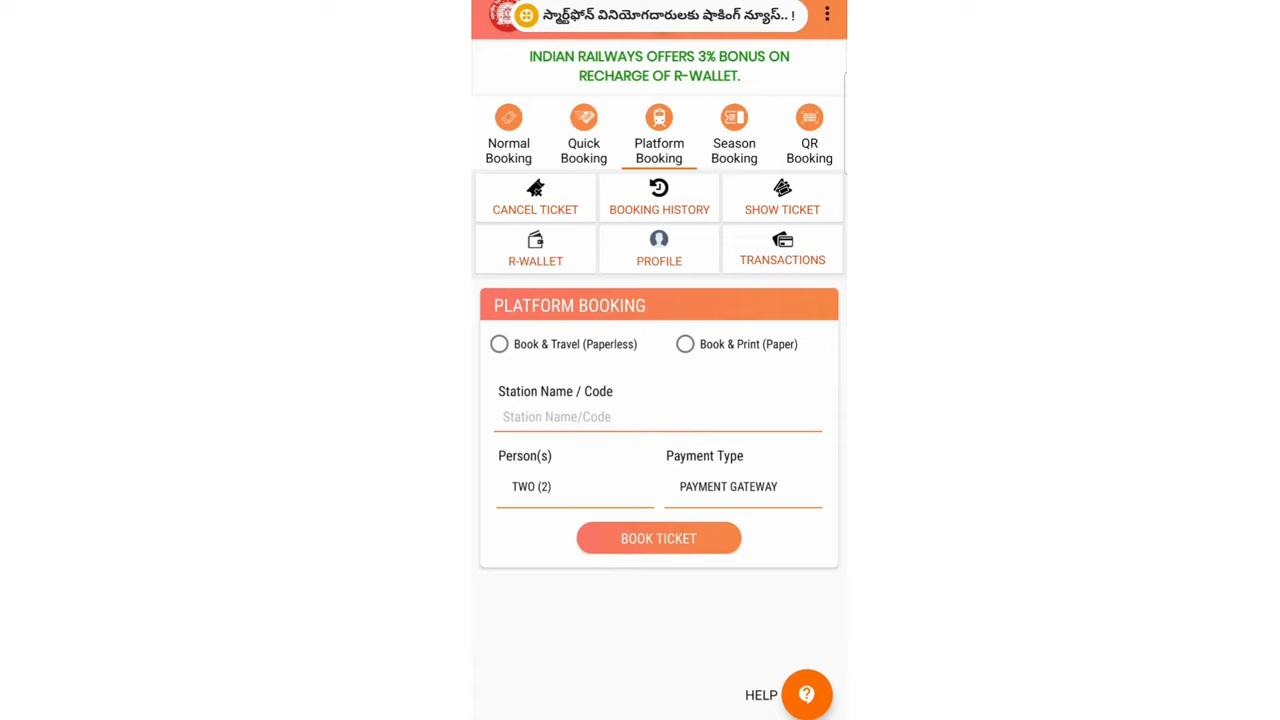 స్మార్ట్‌ఫోన్ వినియోగదారులకు షాకింగ్ న్యూస్.. !
INDIAN RAILWAYS OFFERS 3% BONUS ON
RECHARGE OF R-WALLET.
Normal Booking
Quick Booking
Platform Booking
Season Booking
QR Booking
CANCEL TICKET
BOOKING HISTORY
SHOW TICKET
R-WALLET
PROFILE
TRANSACTIONS
PLATFORM BOOKING
Book & Travel (Paperless)
Book & Print (Paper)
Station Name / Code
Station Name/Code
Person(s)
Payment Type
TWO (2)
PAYMENT GATEWAY
BOOK TICKET
HELP